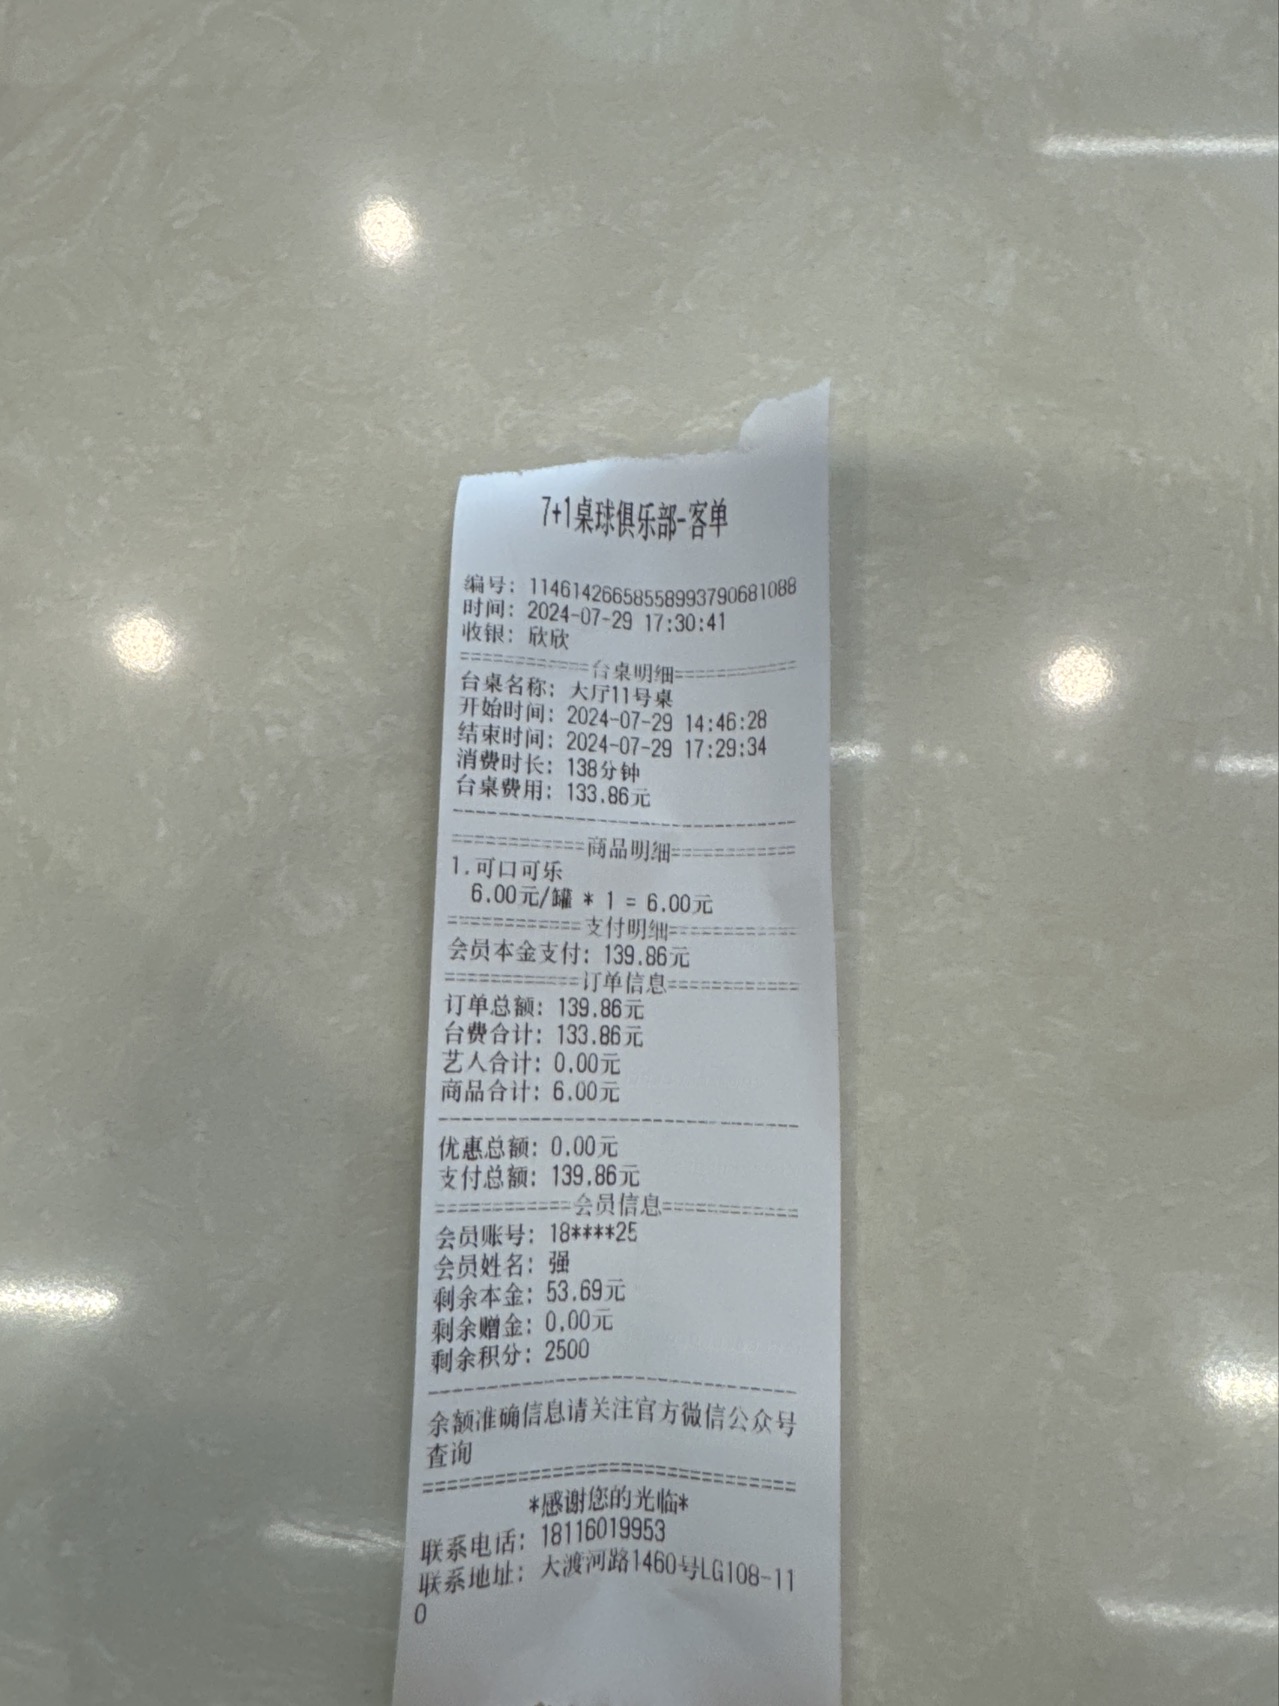 7+1桌球俱乐部-客单
编号: 1146142665855899379068​1088
时间: 2024-07-29 17:30:41
收银: 欣欣
============台桌明细============
台桌名称: 大厅11号桌
开始时间: 2024-07-29 14:46:28
结束时间: 2024-07-29 17:29:34
消费时长: 138分钟
台桌费用: 133.86元
--------------------------------
============商品明细============
1.可口可乐
6.00元/罐 * 1 = 6.00元
============支付明细============
会员本金支付: 139.86元
============订单信息============
订单总额: 139.86元
台费合计: 133.86元
艺人合计: 0.00元
商品合计: 6.00元
--------------------------------
优惠总额: 0.00元
支付总额: 139.86元
============会员信息============
会员账号: 18****25
会员姓名: 强
剩余本金: 53.69元
剩余赠金: 0.00元
剩余积分: 2500
--------------------------------
余额准确信息请关注官方微信公众号
查询
================================
*感谢您的光临*
联系电话: 18116019953
联系地址: 大渡河路1460号LG108-11
0